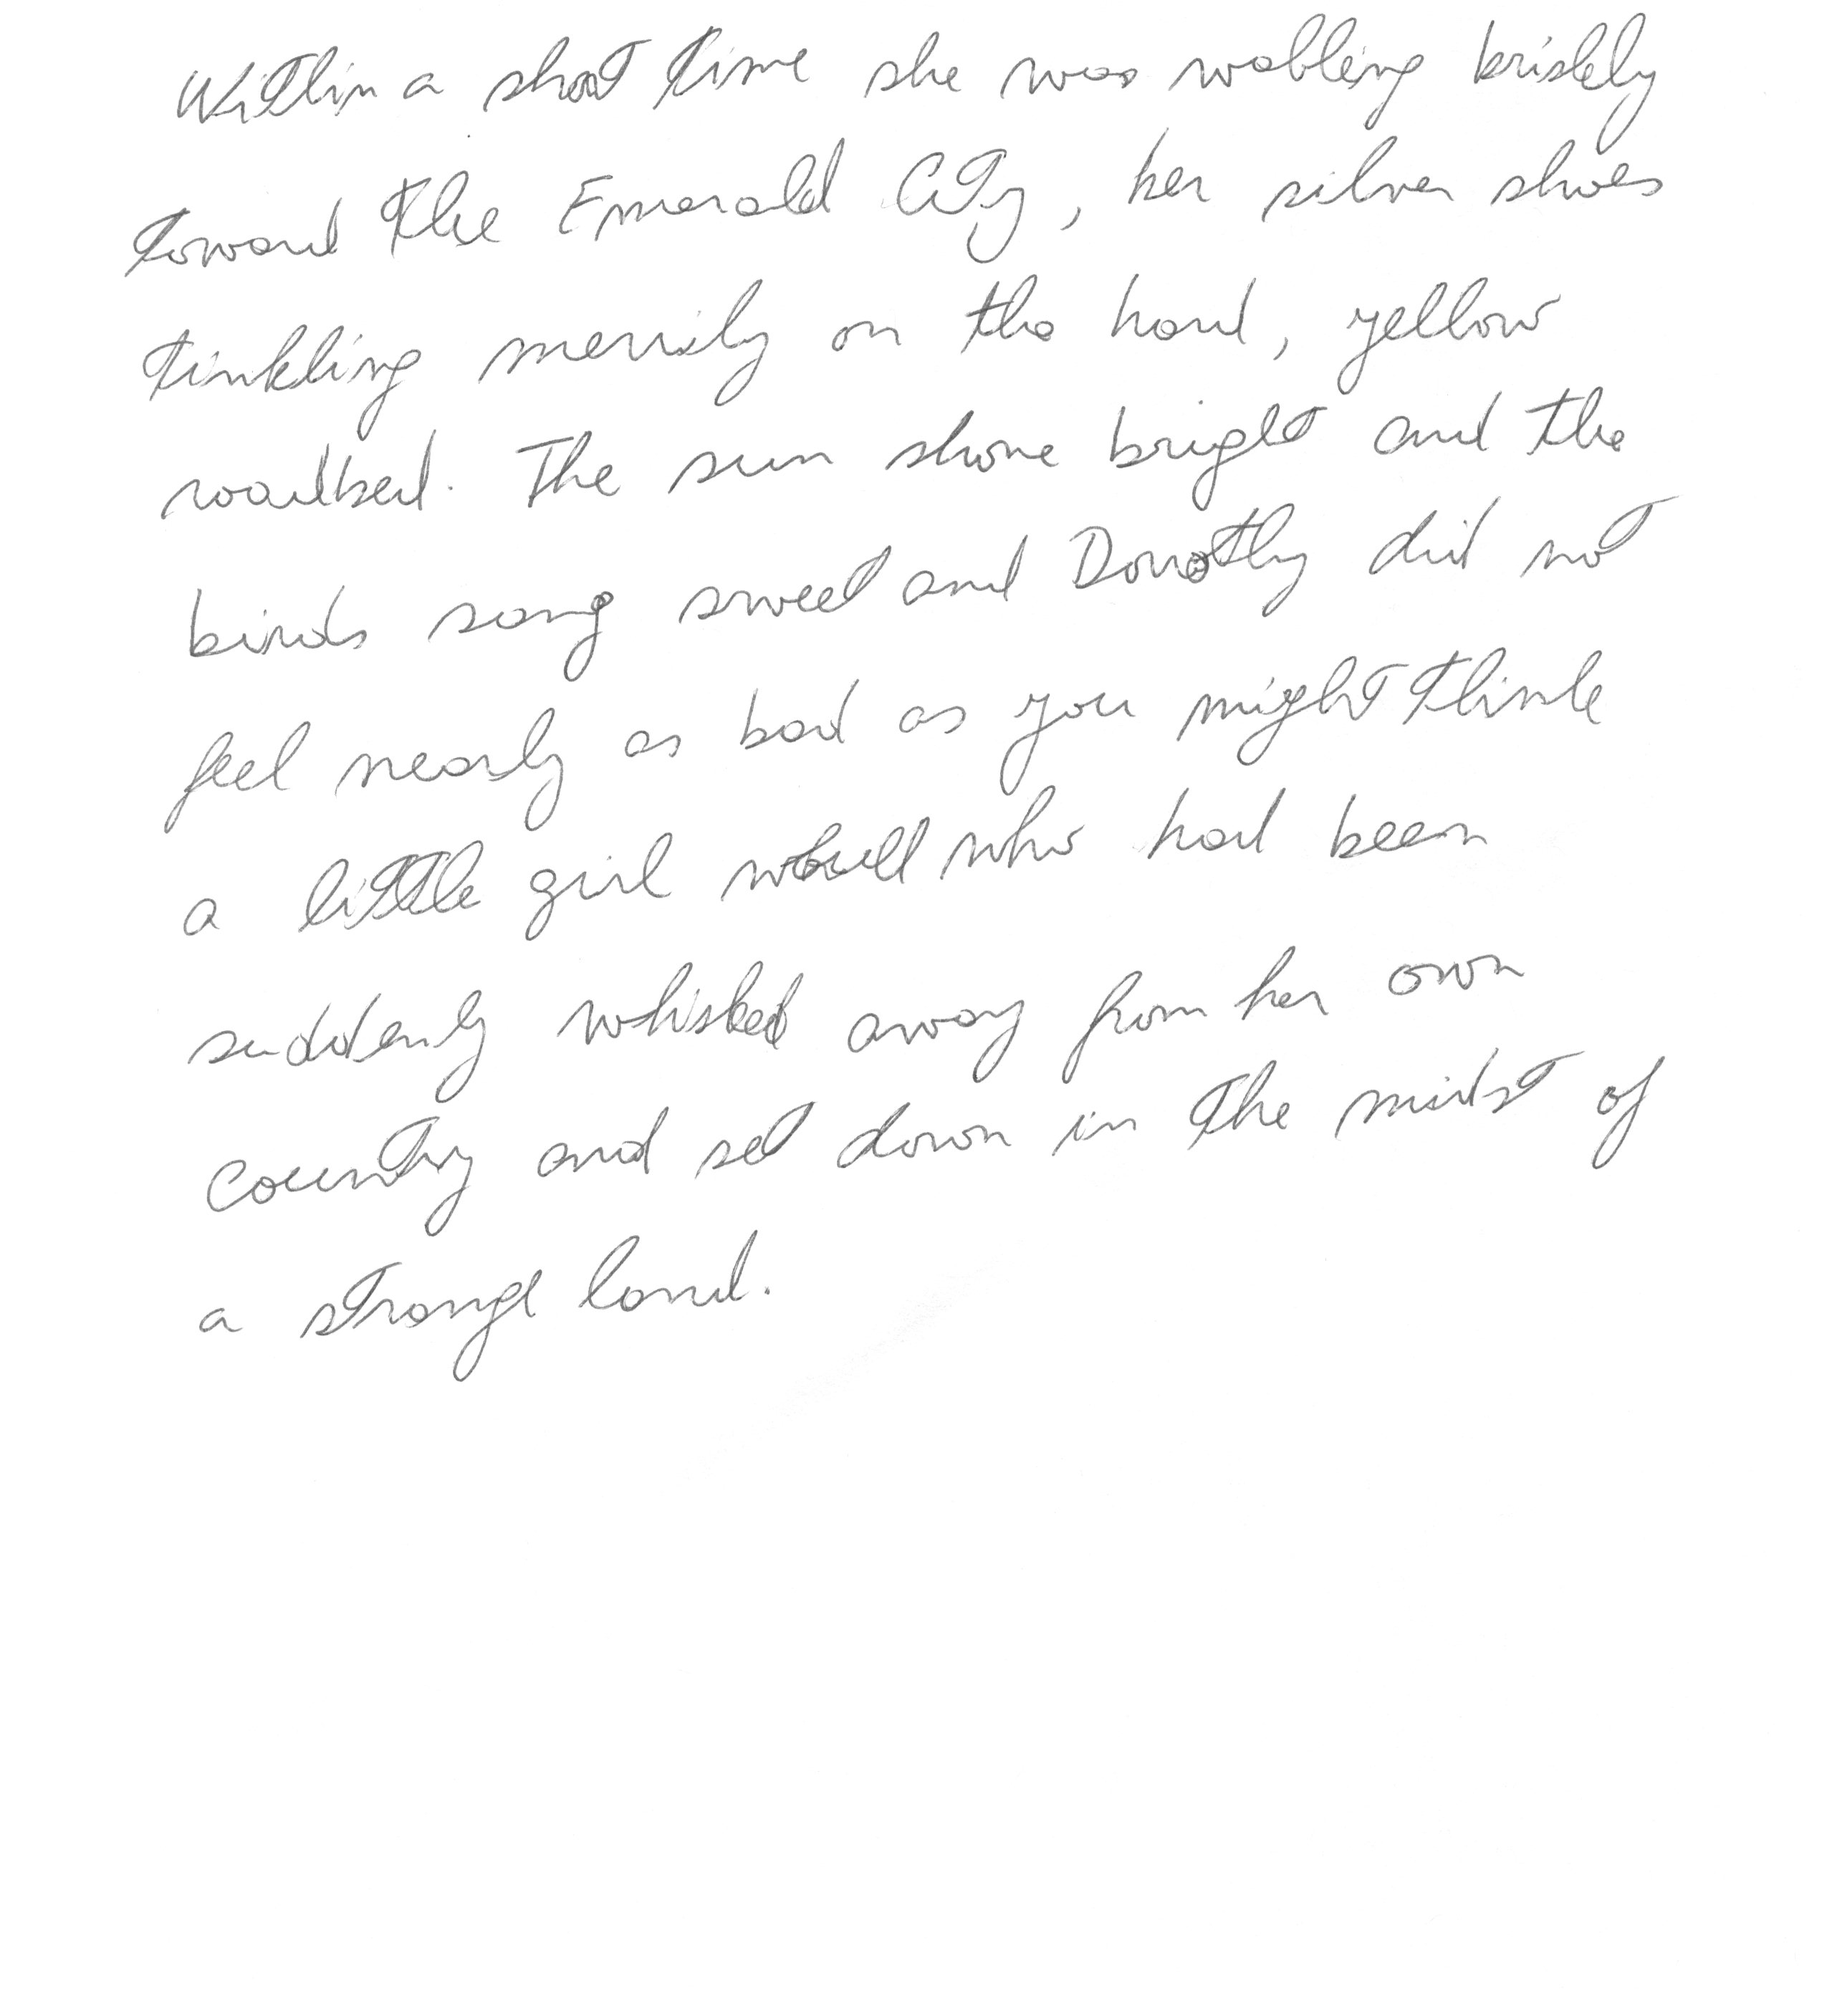 Within a short time she was walking briskly
toward the Emerald City, her silver shoes
tinkling merrily on the hard, yellow
roadbed. The sun shone bright and the
birds sang sweet and Dorothy did not
feel nearly as bad as you might think
a little girl would who had been
suddenly whisked away from her own
country and set down in the midst of
a strange land.